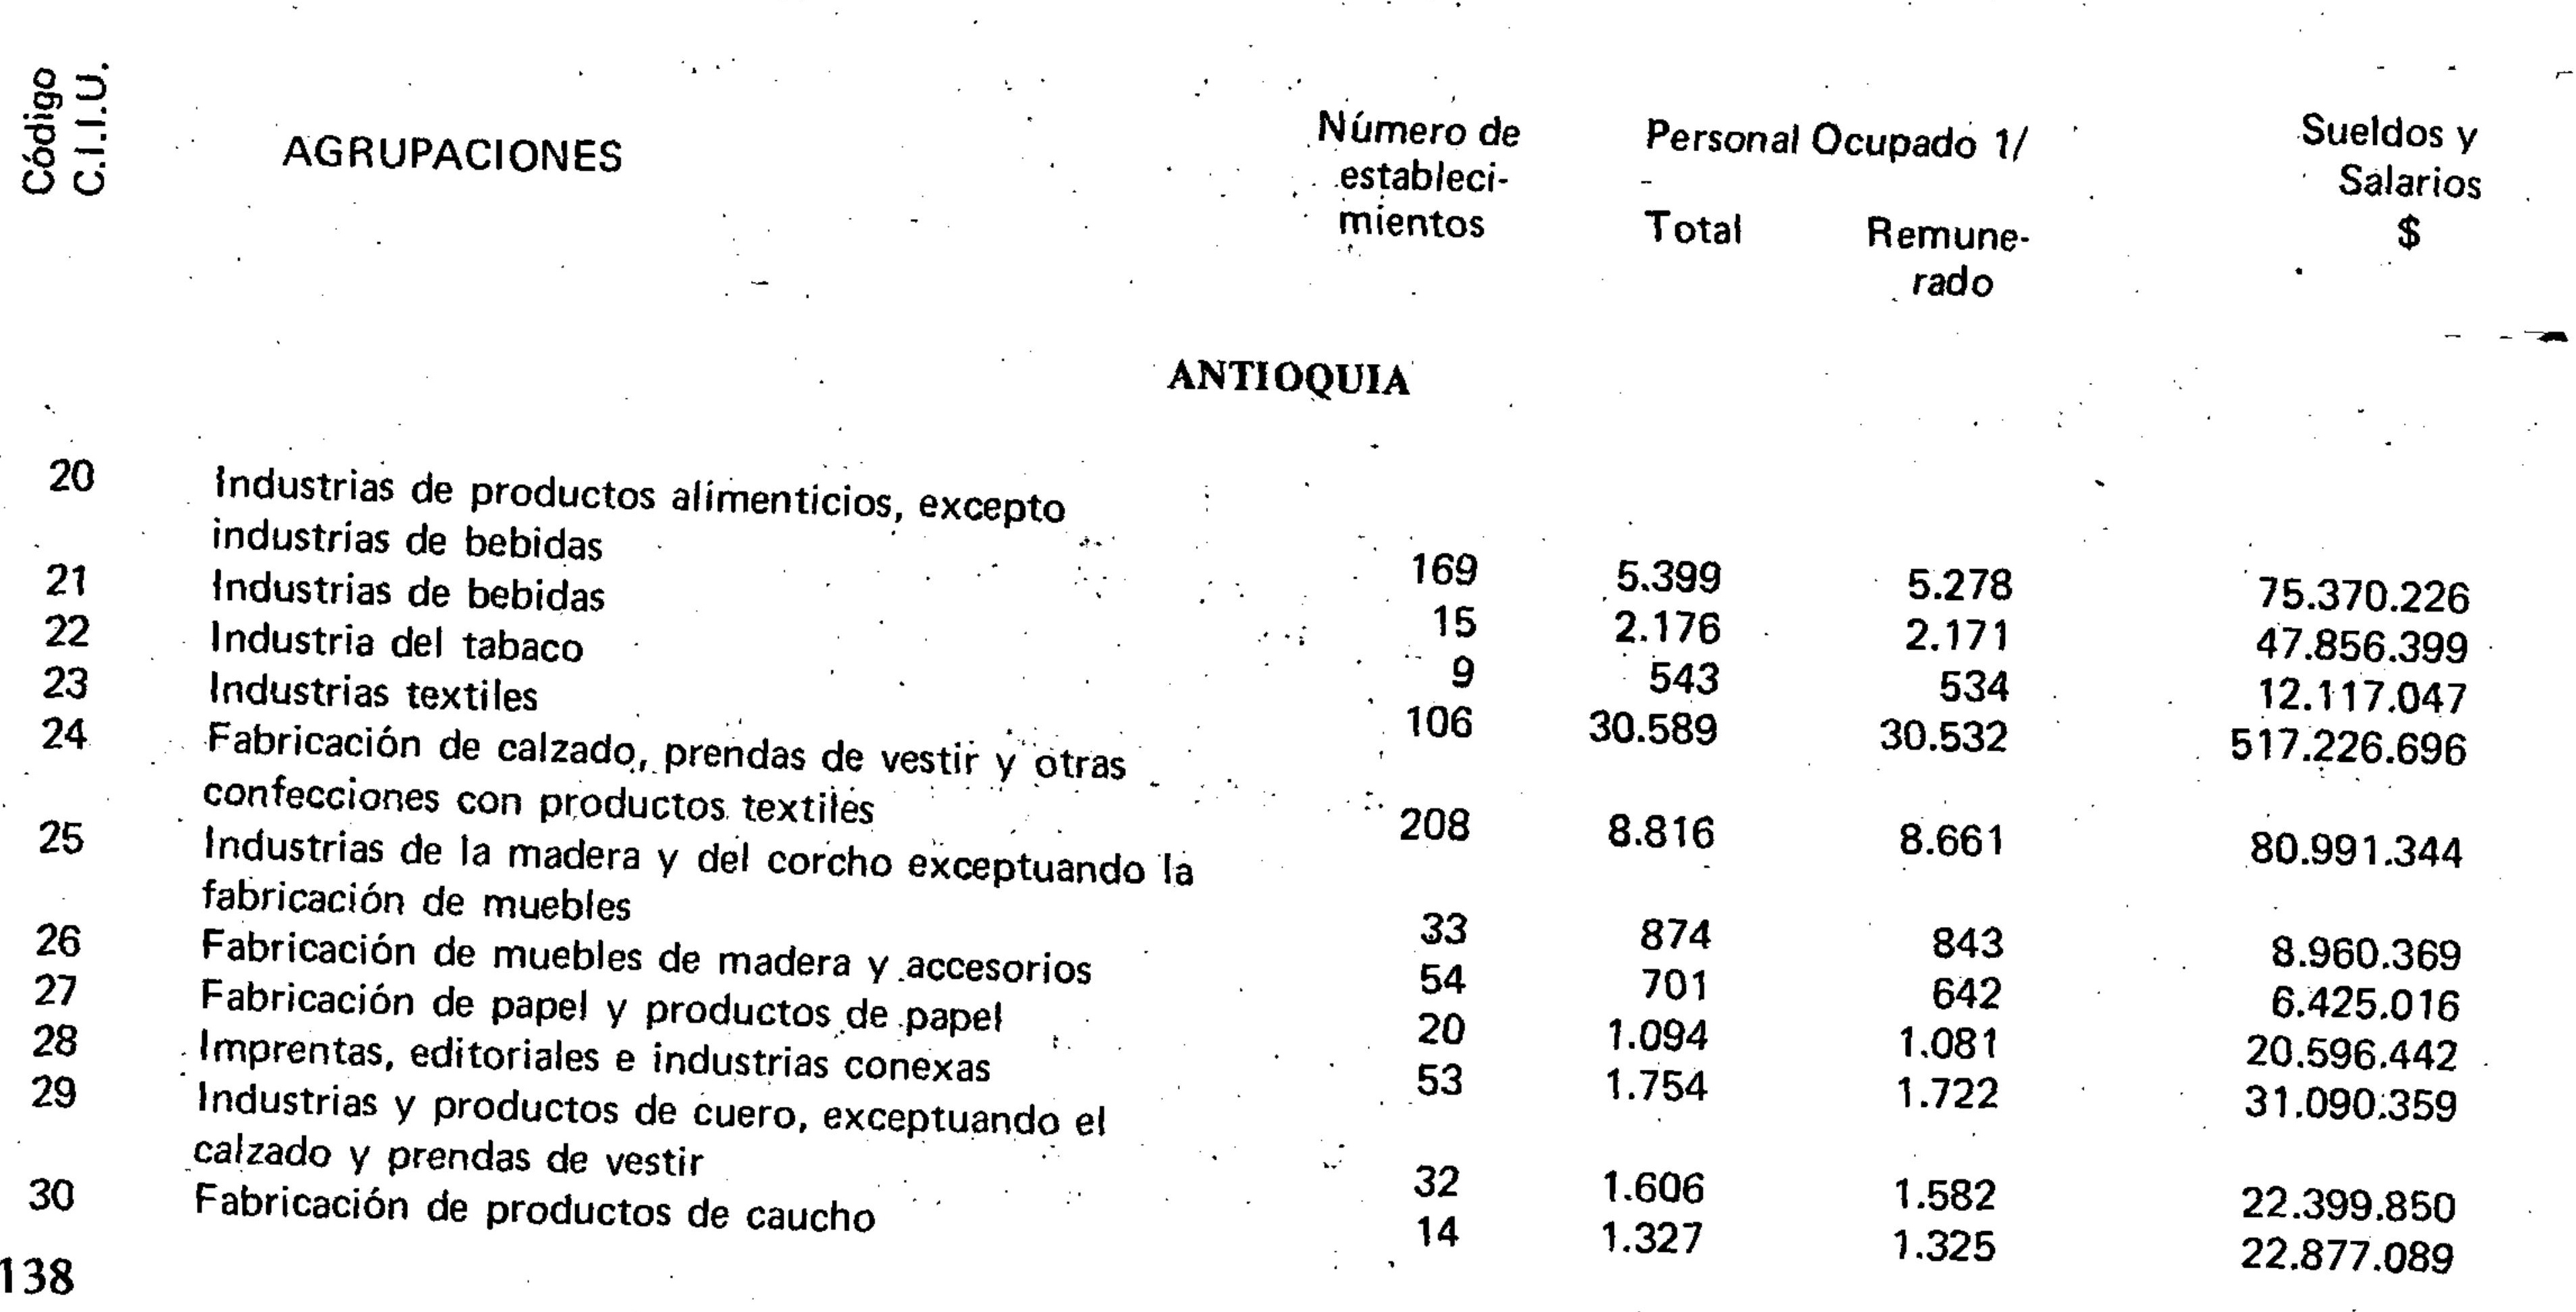 Código
C.I.I.U.
AGRUPACIONES
Número de
estableci-
mientos
Personal Ocupado 1/
Total
Remune-
rado
Sueldos y
Salarios
$
ANTIOQUIA
20 Industrias de productos alimenticios, excepto
industrias de bebidas 169 5.399 5.278 75.370.226
21 Industrias de bebidas 15 2.176 2.171 47.856.399
22 Industria del tabaco 9 543 534 12.117.047
23 Industrias textiles 106 30.589 30.532 517.226.696
24 Fabricación de calzado, prendas de vestir y otras
confecciones con productos textiles 208 8.816 8.661 80.991.344
25 Industrias de la madera y del corcho exceptuando la
fabricación de muebles 33 874 843 8.960.369
26 Fabricación de muebles de madera y accesorios 54 701 642 6.425.016
27 Fabricación de papel y productos de papel 20 1.094 1.081 20.596.442
28 Imprentas, editoriales e industrias conexas 53 1.754 1.722 31.090.359
29 Industrias y productos de cuero, exceptuando el
calzado y prendas de vestir 32 1.606 1.582 22.399.850
30 Fabricación de productos de caucho 14 1.327 1.325 22.877.089
138